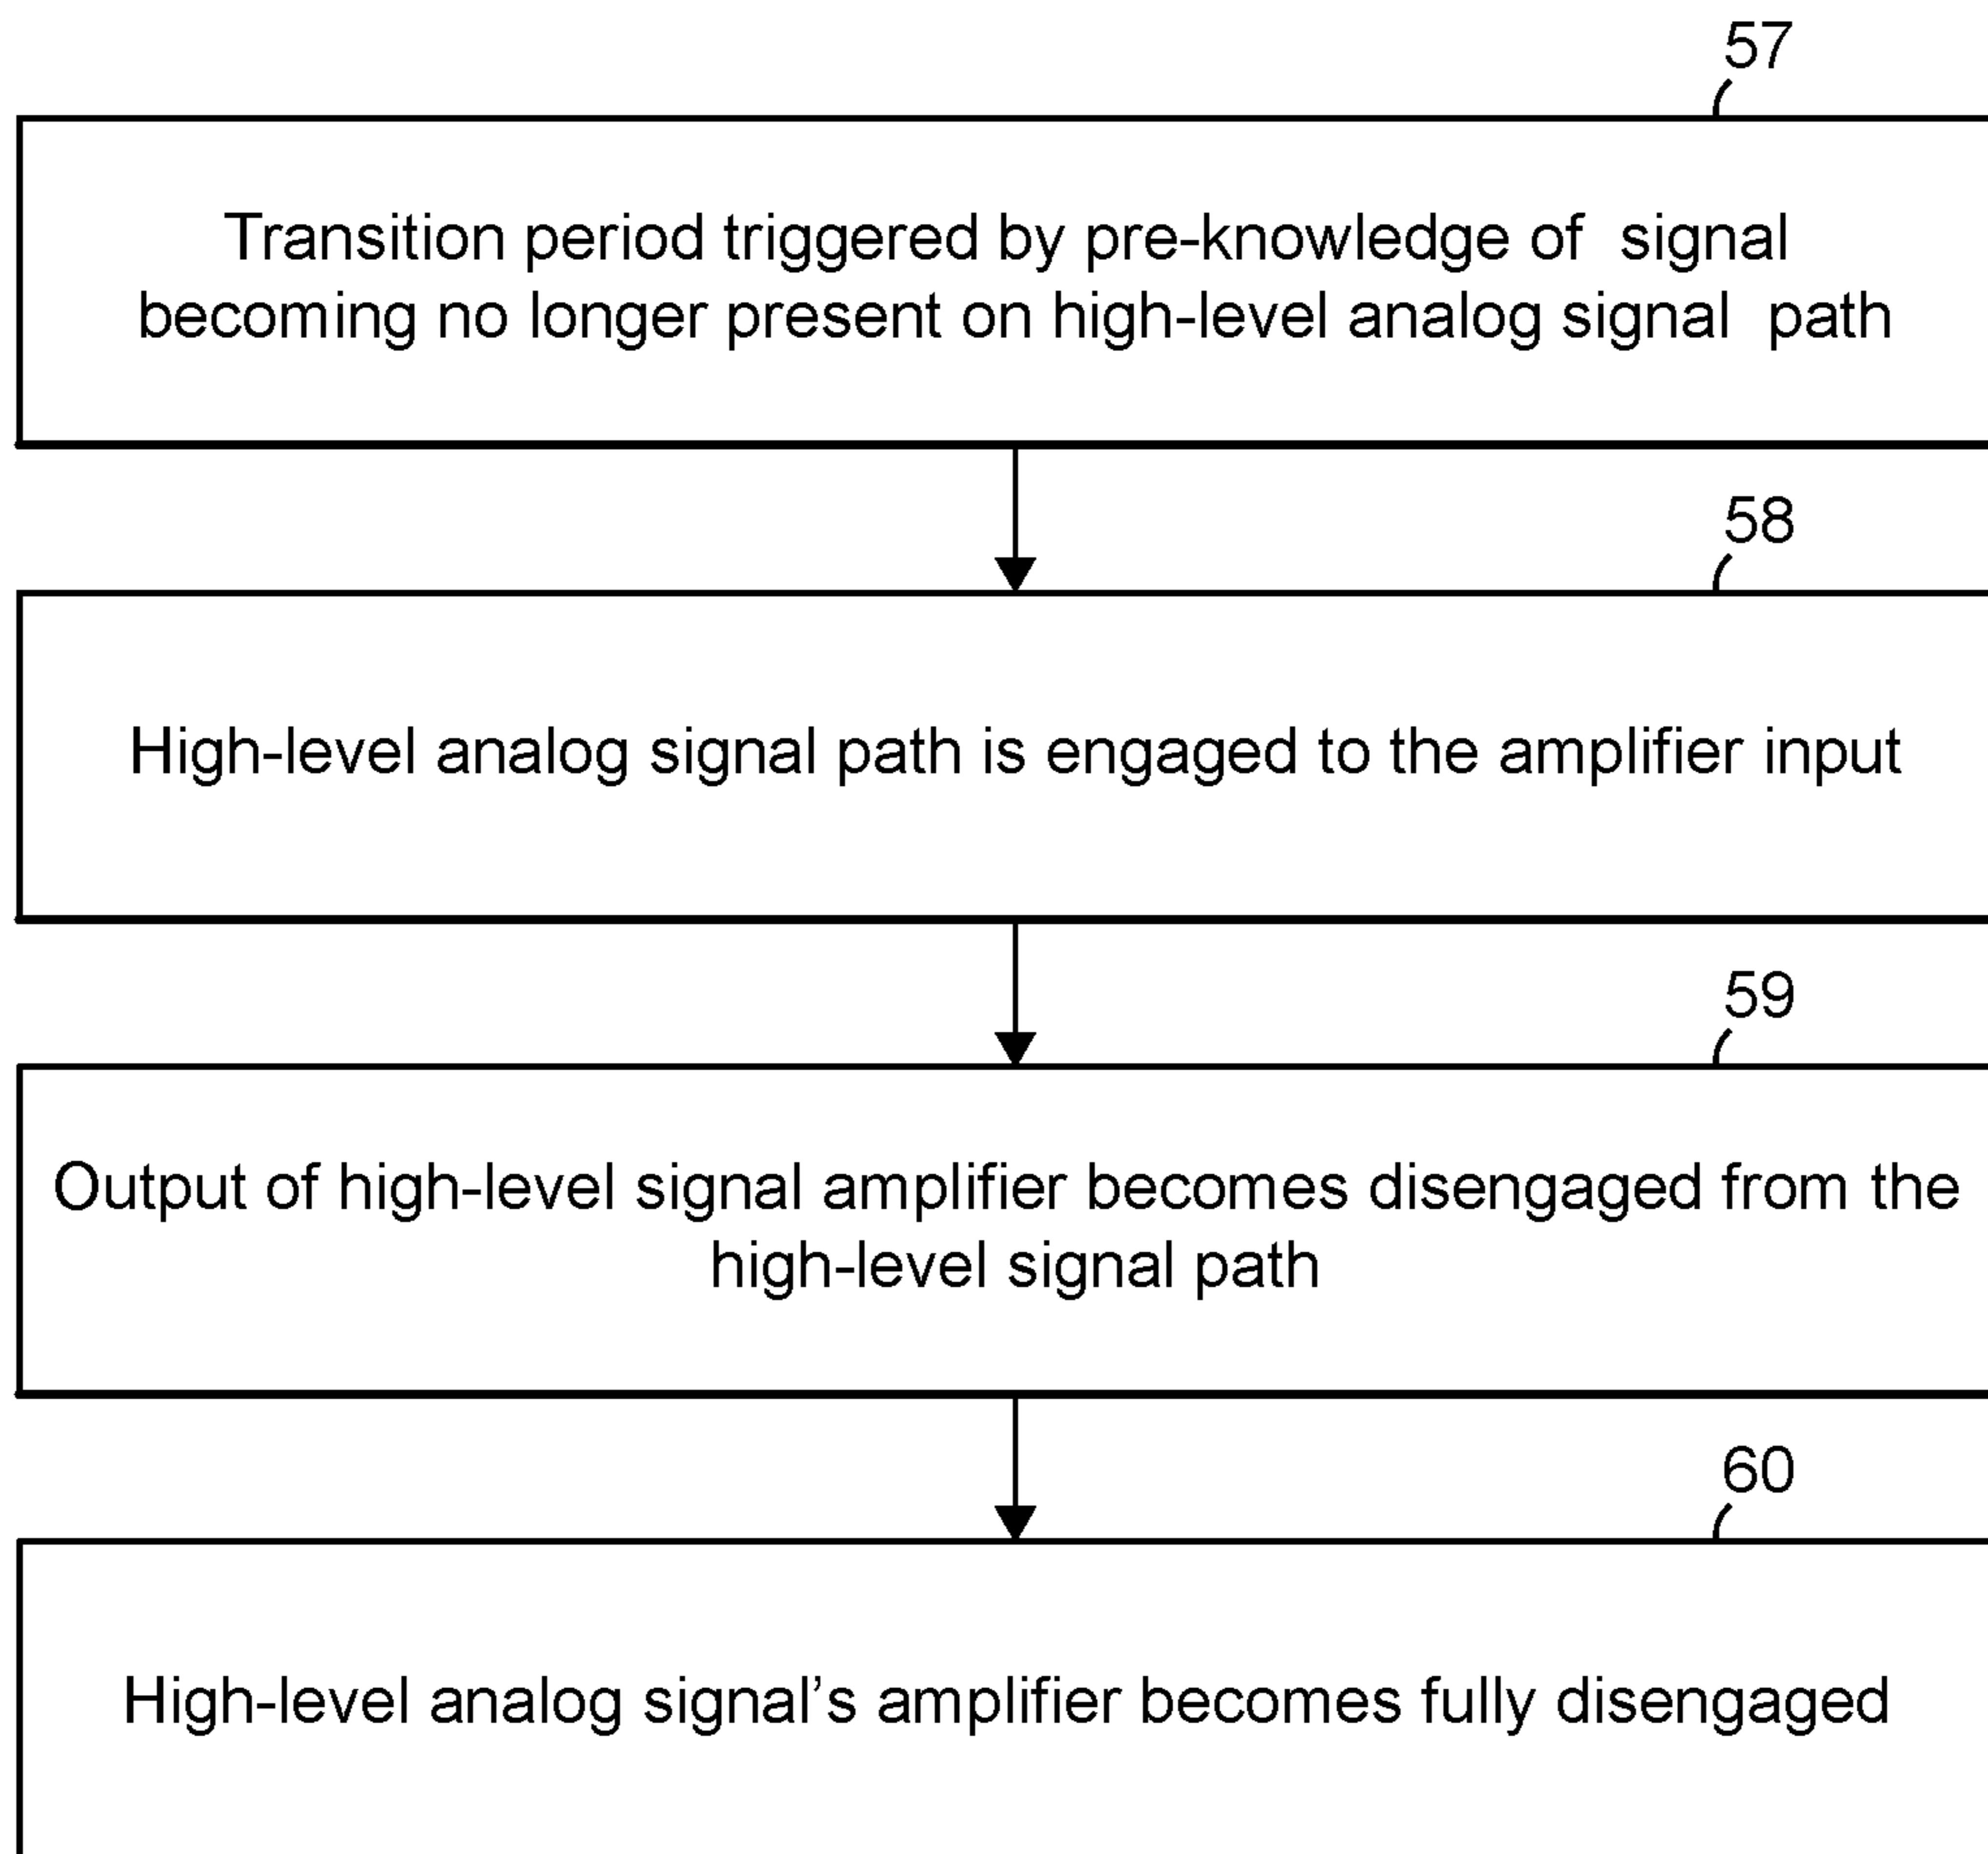 57
Transition period triggered by pre-knowledge of signal
becoming no longer present on high-level analog signal path
58
High-level analog signal path is engaged to the amplifier input
59
Output of high-level signal amplifier becomes disengaged from the
high-level signal path
60
High-level analog signal’s amplifier becomes fully disengaged